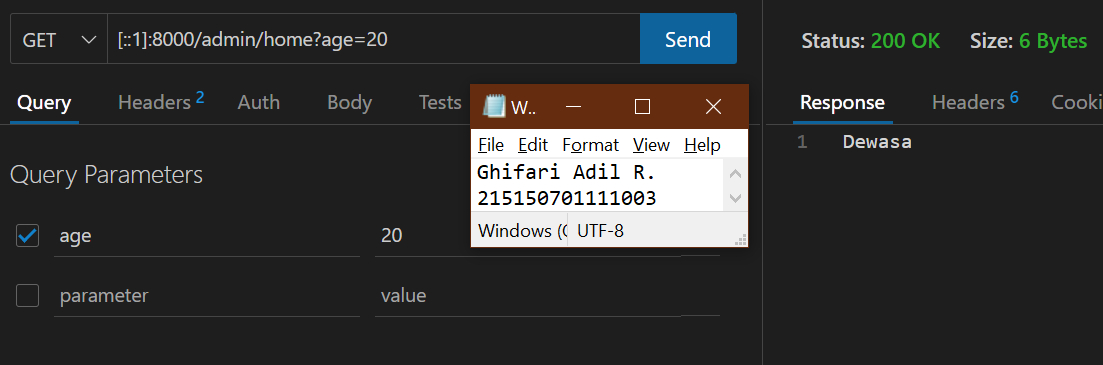 GET [::1]:8000/admin/home?age=20 Send
Status: 200 OK Size: 6 Bytes
Query Headers 2 Auth Body Tests
Response Headers 6 Cooki
1 Dewasa
Query Parameters
age 20
parameter value
W..
File Edit Format View Help
Ghifari Adil R.
215150701111003
Windows (C UTF-8